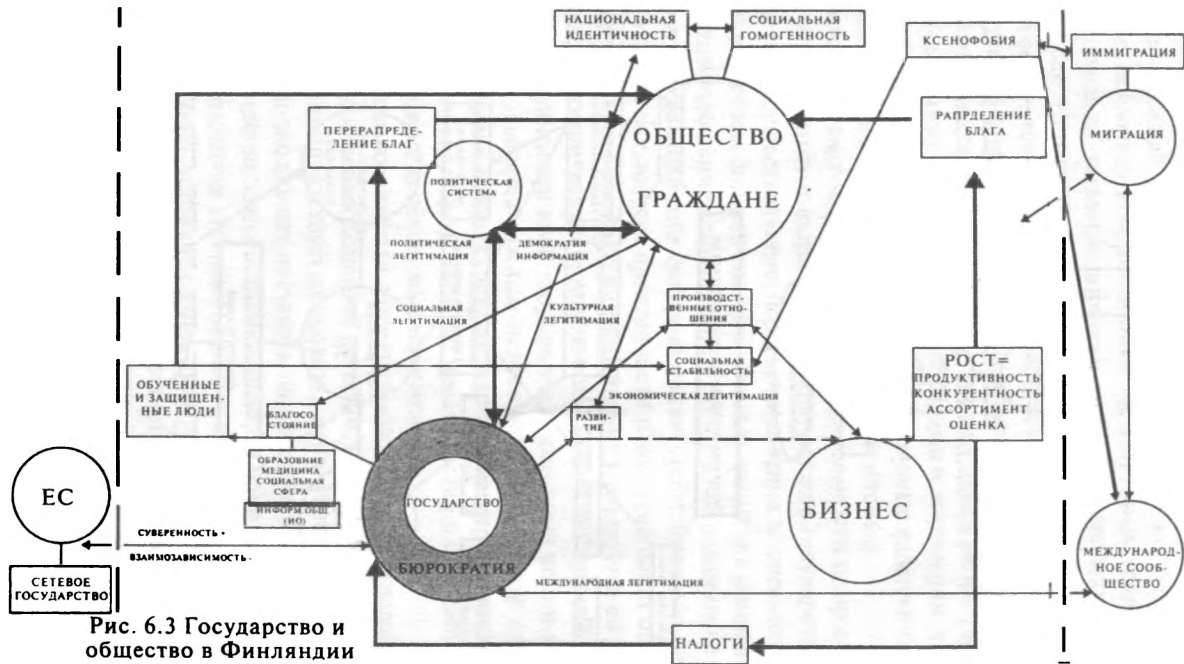 НАЦИОНАЛЬНАЯ
ИДЕНТИЧНОСТЬ
СОЦИАЛЬНАЯ
ГОМОГЕННОСТЬ
КСЕНОФОБИЯ
ИММИГРАЦИЯ
ПЕРЕРАПРЕДЕ-
ЛЕНИЕ БЛАГ
ОБЩЕСТВО
ГРАЖДАНЕ
РАПРДЕЛЕНИЕ
БЛАГА
МИГРАЦИЯ
ПОЛИТИЧЕСКАЯ
СИСТЕМА
ПОЛИТИЧЕСКАЯ
ЛЕГИТИМАЦИЯ
ДЕМОКРАТИЯ
ИНФОРМАЦИЯ
СОЦИАЛЬНАЯ
ЛЕГИТИМАЦИЯ
КУЛЬТУРНАЯ
ЛЕГИТИМАЦИЯ
ПРОИЗВОДСТ-
ВЕННЫЕ ОТНО-
ШЕНИЯ
СОЦИАЛЬНАЯ
СТАБИЛЬНОСТЬ
ЭКОНОМИЧЕСКАЯ ЛЕГИТИМАЦИЯ
РОСТ=
ПРОДУКТИВНОСТЬ
КОНКУРЕНТНОСТЬ
АССОРТИМЕНТ
ОЦЕНКА
ОБУЧЕННЫЕ
И ЗАЩИЩЕН-
НЫЕ ЛЮДИ
БЛАГОСО-
СТОЯНИЕ
РАЗВИ-
ТИЕ
ОБРАЗОВНИЕ
МЕДИЦИНА
СОЦИАЛЬНАЯ
СФЕРА
ИНФОРМ ОБЩ
(ИО)
ГОСУДАРСТВО
БЮРОКРАТИЯ
БИЗНЕС
ЕС
СУВЕРЕННОСТЬ +
ВЗАИМОЗАВИСИМОСТЬ -
СЕТЕВОЕ
ГОСУДАРСТВО
МЕЖДУНАРОДНАЯ ЛЕГИТИМАЦИЯ
МЕЖДУНАРОД-
НОЕ СООБ-
ЩЕСТВО
НАЛОГИ
Рис. 6.3 Государство и
общество в Финляндии